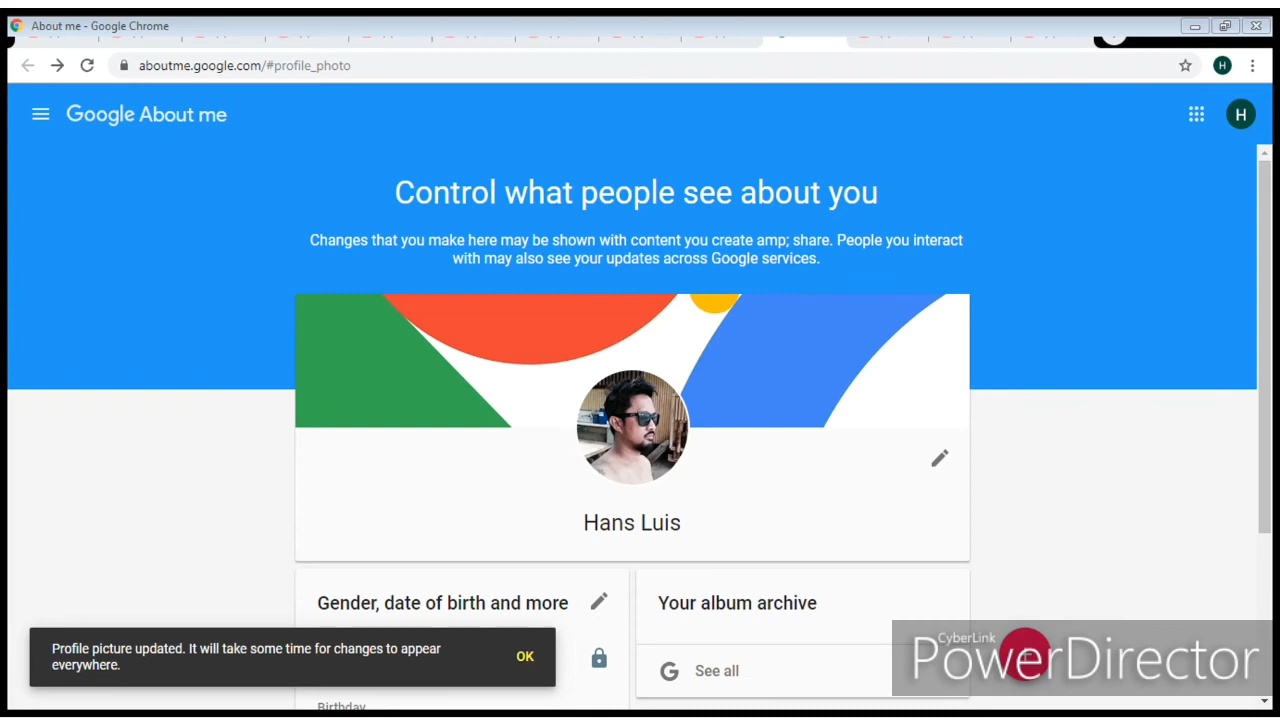 About me - Google Chrome
aboutme.google.com/#profile_photo
H
Google About me
H
Control what people see about you
Changes that you make here may be shown with content you create amp; share. People you interact
with may also see your updates across Google services.
Hans Luis
Gender, date of birth and more
Your album archive
Profile picture updated. It will take some time for changes to appear
everywhere.
OK
G See all
Birthday
CyberLink
PowerDirector